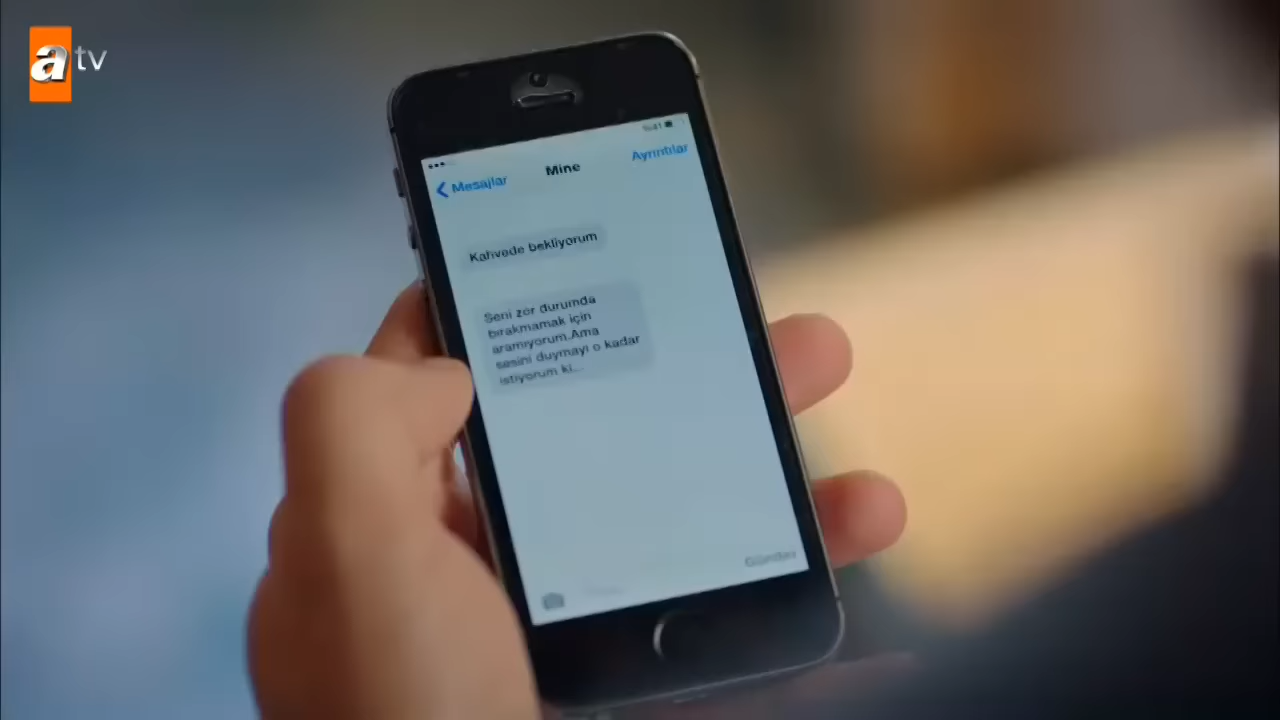 atv
%41
Mesajlar
Mine
Ayrıntılar
Kahvede bekliyorum
Seni zor durumda
bırakmamak için
aramıyorum.Ama
sesini duymayı o kadar
istiyorum ki...
Gönder